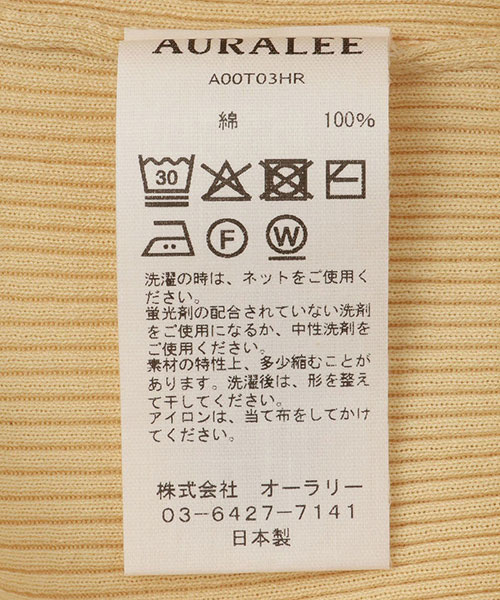 AURALEE
A00T03HR
綿 100%
30
F W
洗濯の時は、ネットをご使用く
ださい。
蛍光剤の配合されていない洗剤
をご使用になるか、中性洗剤を
ご使用ください。
素材の特性上、多少縮むことが
あります。洗濯後は、形を整え
て干してください。
アイロンは、当て布をしてかけ
てください。
株式会社 オーラリー
03-6427-7141
日本製